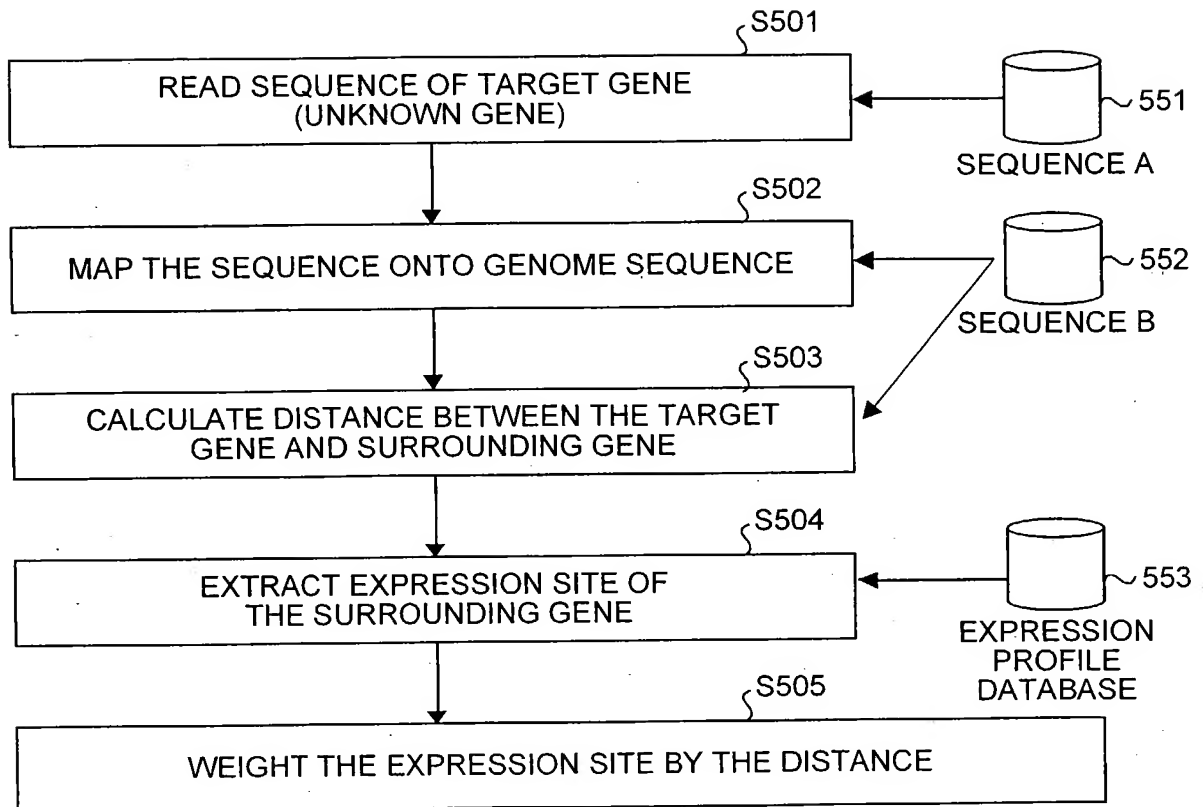 S501
READ SEQUENCE OF TARGET GENE
(UNKNOWN GENE)
551
SEQUENCE A
S502
MAP THE SEQUENCE ONTO GENOME SEQUENCE
552
SEQUENCE B
S503
CALCULATE DISTANCE BETWEEN THE TARGET
GENE AND SURROUNDING GENE
S504
EXTRACT EXPRESSION SITE OF
THE SURROUNDING GENE
553
EXPRESSION
PROFILE
DATABASE
S505
WEIGHT THE EXPRESSION SITE BY THE DISTANCE